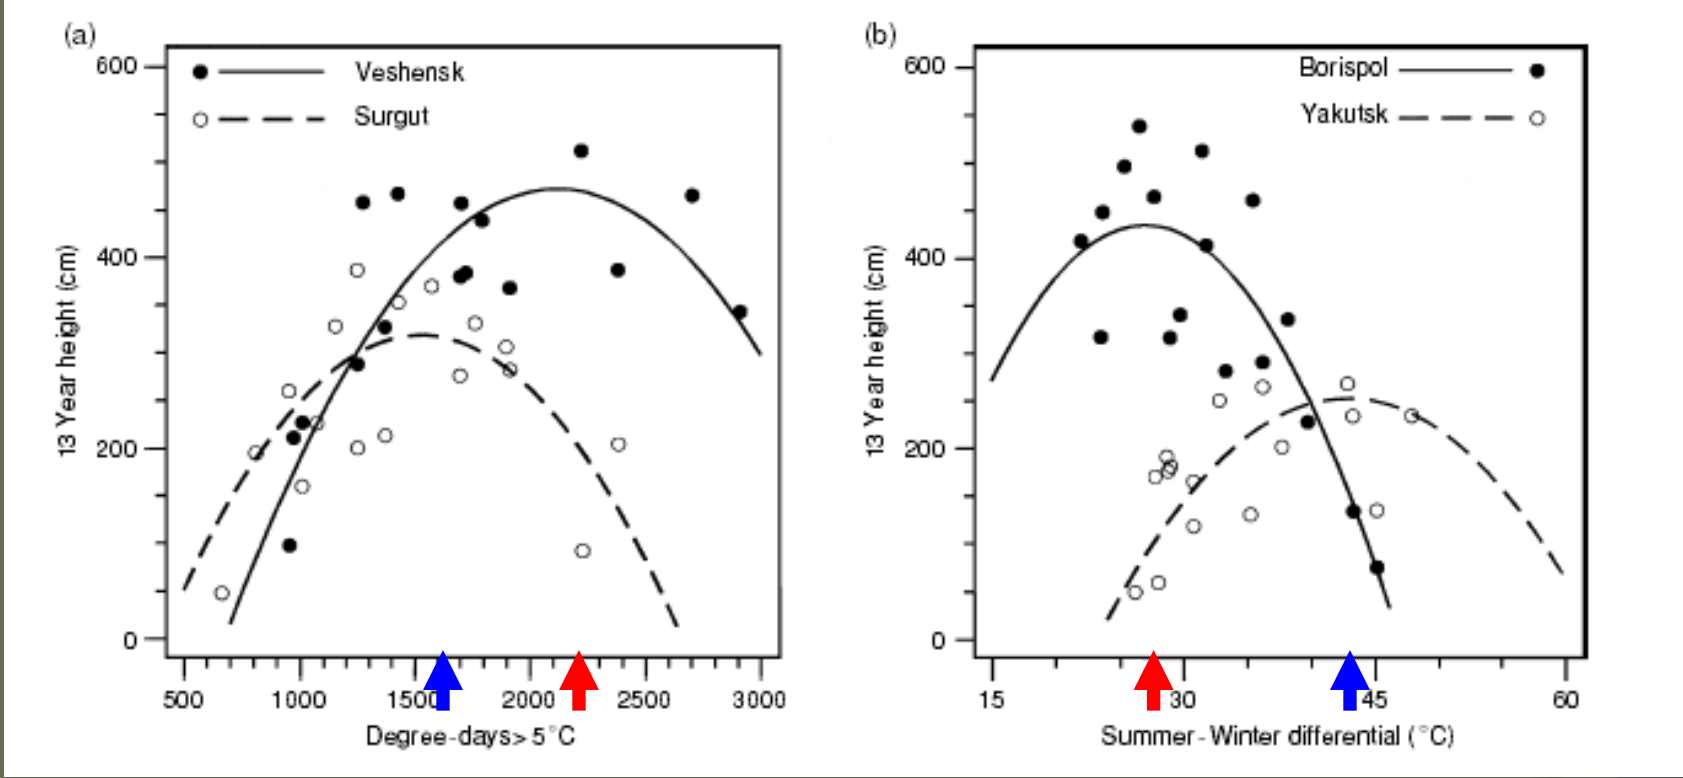 (a)
600
400
200
0
13 Year height (cm)
Veshensk
Surgut
500 1000 1500 2000 2500 3000
Degree-days> 5°C
(b)
600
400
200
0
13 Year height (cm)
Borispol
Yakutsk
15 30 45 60
Summer-Winter differential (°C)